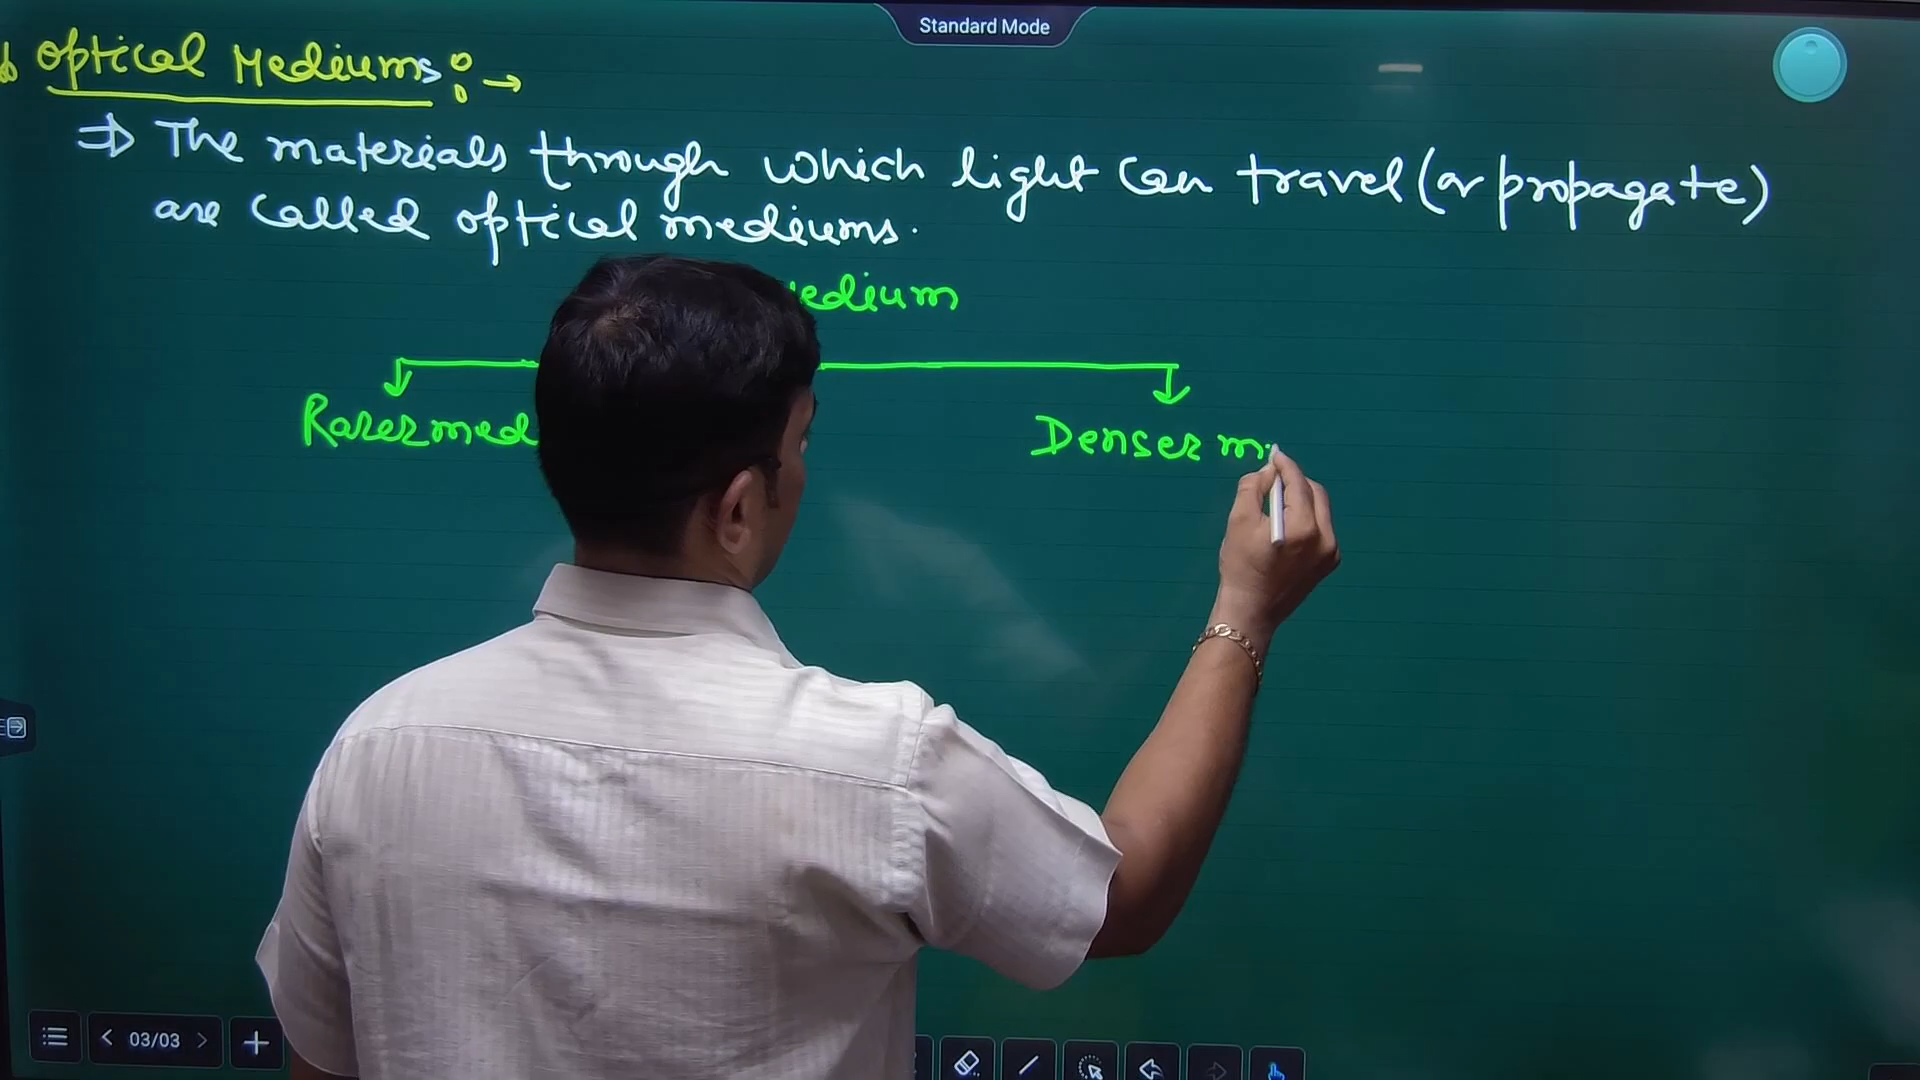 Standard Mode
Optical Mediums :→
⇒ The materials through which light can travel (or propagate)
are called optical mediums.
edium
Rarer med
Denser m
03/03